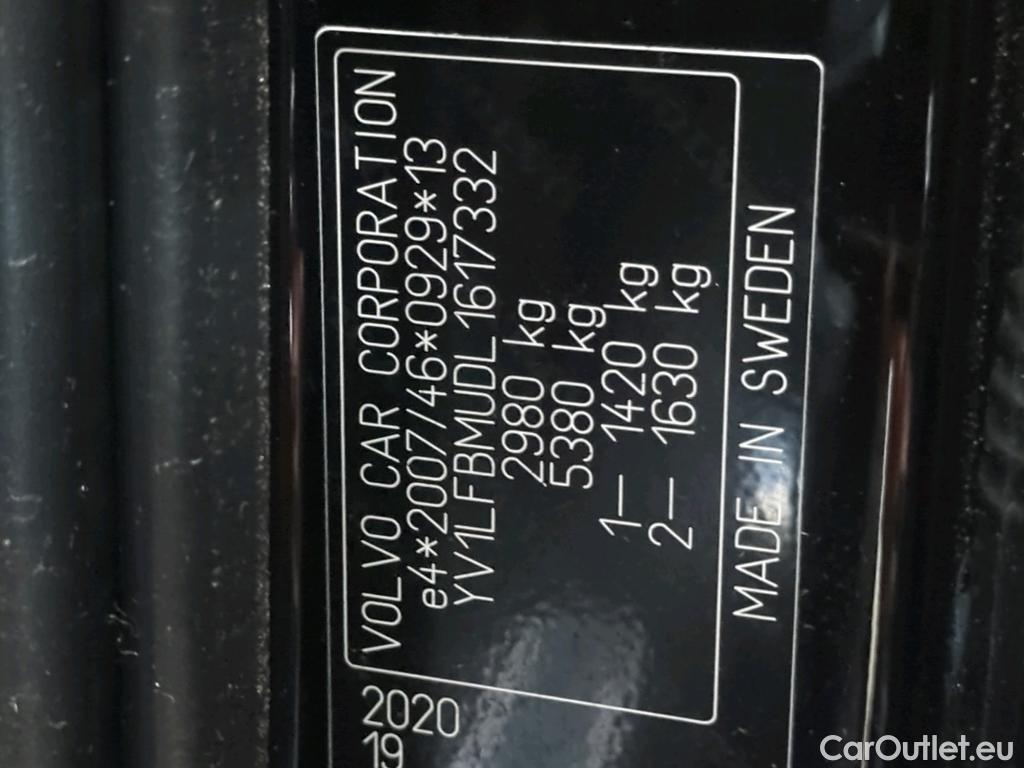 VOLVO CAR CORPORATION
e4*2007/46*0929*13
YV1LFBMUDL1617332
2980 kg
5380 kg
1– 1420 kg
2– 1630 kg
MADE IN SWEDEN
2020
19
CarOutlet.eu